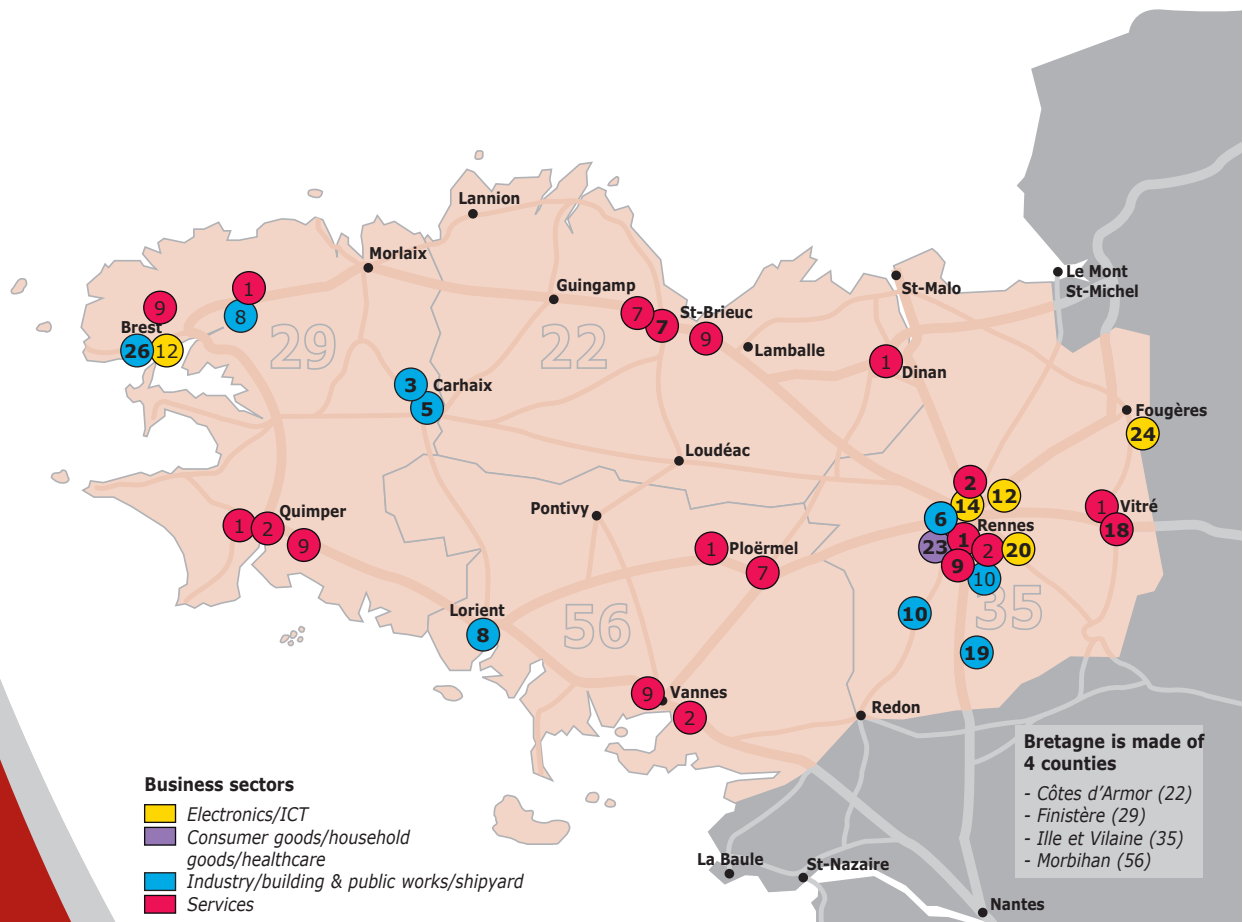 Lannion
Morlaix
Le Mont
St-Michel
St-Malo
1
Guingamp
9
8
7
St-Brieuc
7
Brest
29
22
9
26
12
Lamballe
1
Dinan
3
Carhaix
5
Fougères
24
Loudéac
2
12
14
Pontivy
1
Vitré
Quimper
6
18
1
2
Rennes
9
1
Ploërmel
23
1
2
20
7
9
10
Lorient
56
10
35
8
19
9
Vannes
2
Redon
Bretagne is made of
4 counties
- Côtes d'Armor (22)
- Finistère (29)
- Ille et Vilaine (35)
- Morbihan (56)
Business sectors
Electronics/ICT
Consumer goods/household
goods/healthcare
Industry/building & public works/shipyard
Services
La Baule
St-Nazaire
Nantes